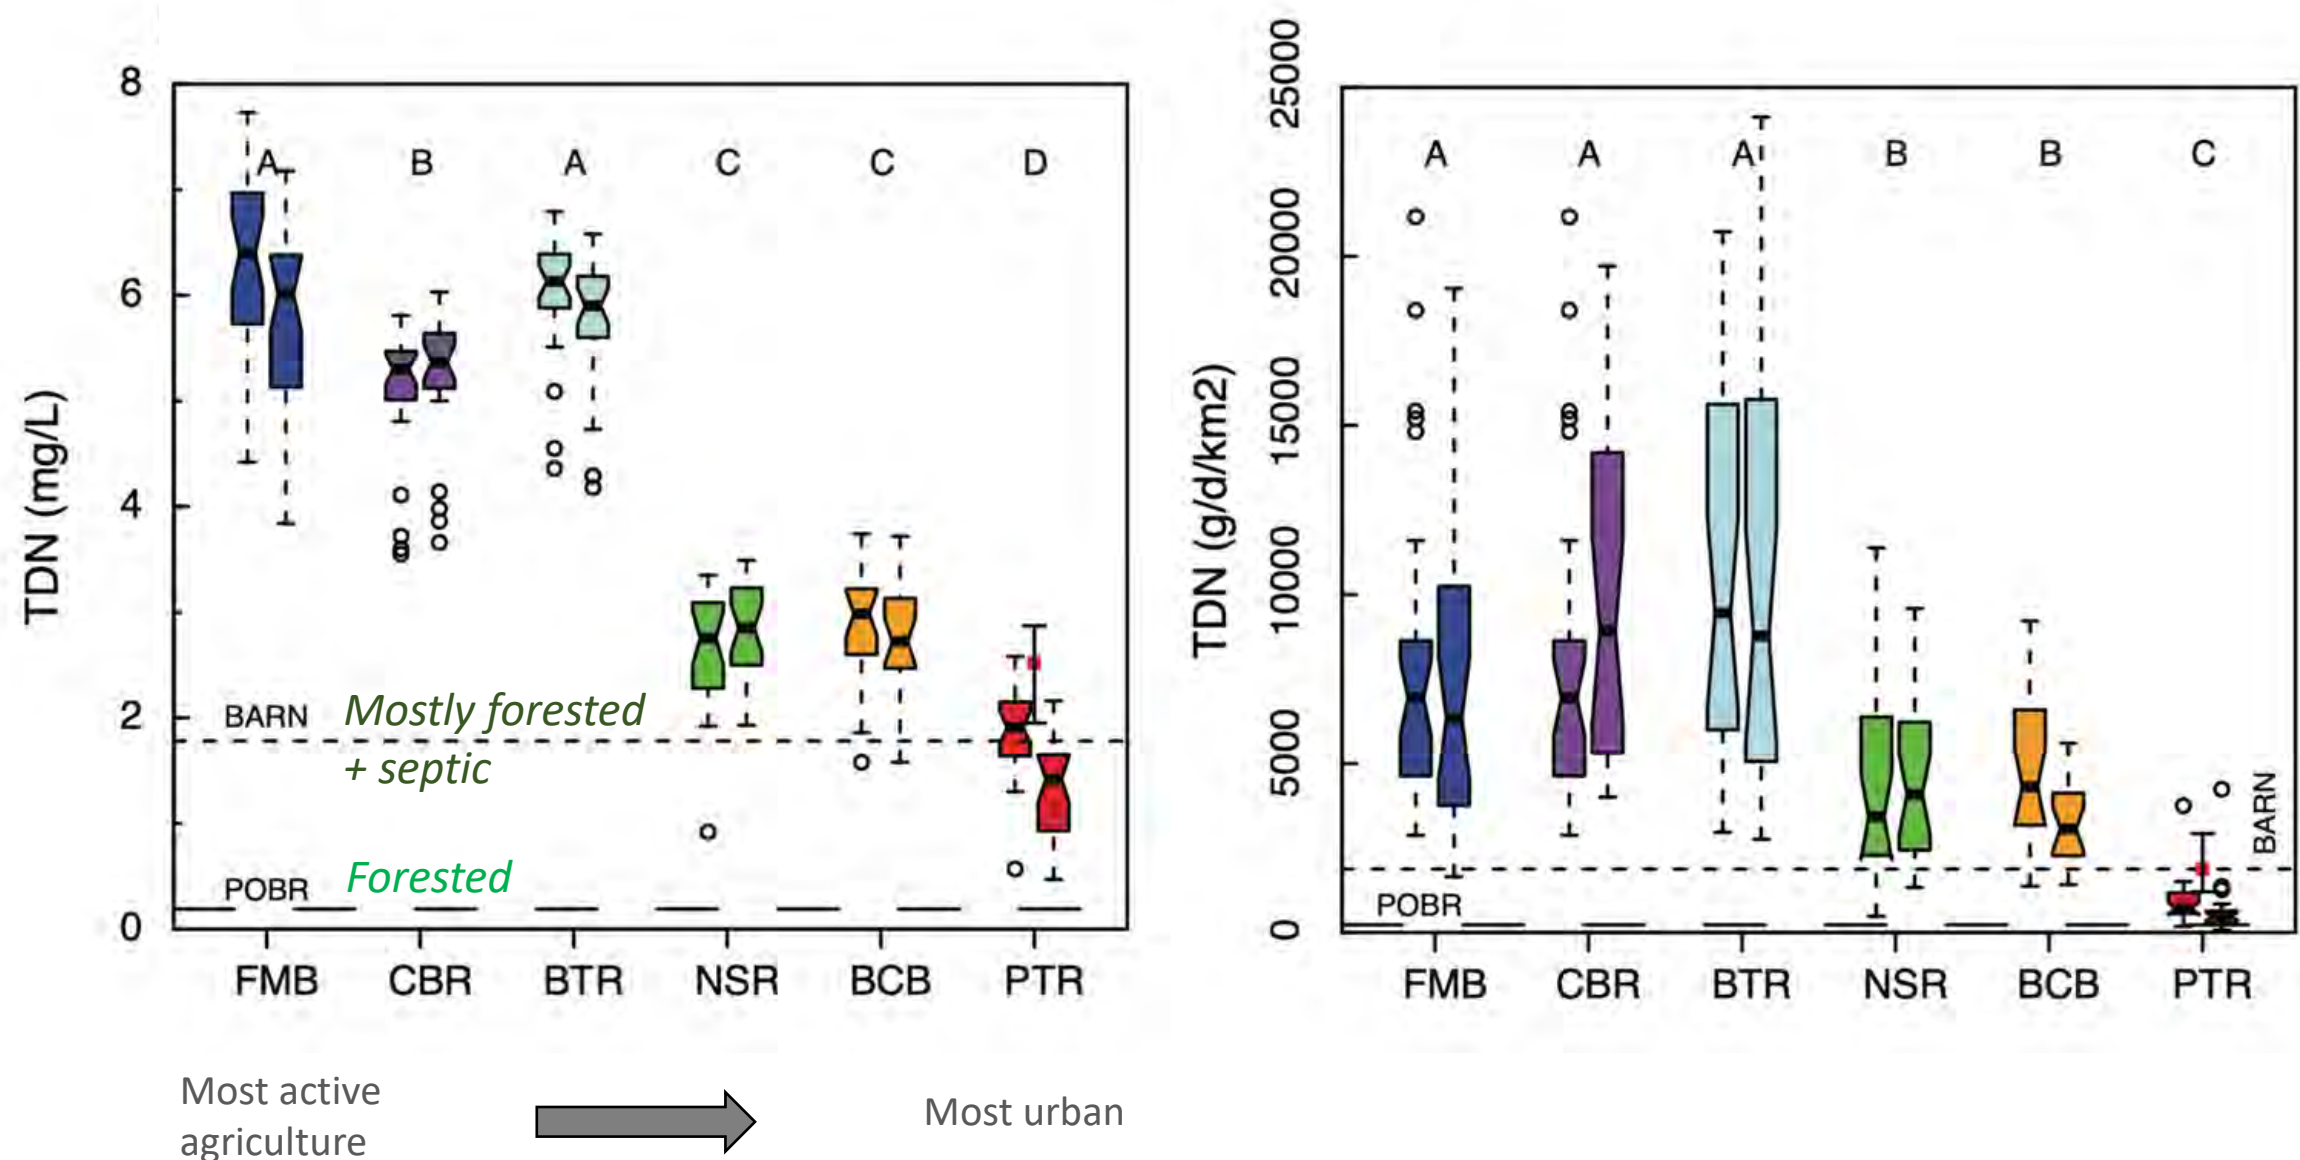 TDN (mg/L)
8
6
4
2
0
A
B
A
C
C
D
BARN
Mostly forested
+ septic
POBR
Forested
FMB
CBR
BTR
NSR
BCB
PTR
TDN (g/d/km2)
25000
20000
15000
10000
5000
0
A
A
A
B
B
C
BARN
POBR
FMB
CBR
BTR
NSR
BCB
PTR
Most active
agriculture
Most urban